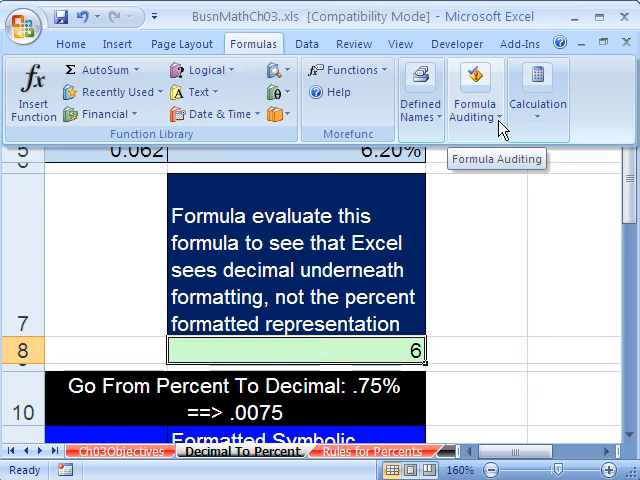 BusnMathCh03..xls [Compatibility Mode] - Microsoft Excel
Home Insert Page Layout Formulas Data Review View Developer Add-Ins
fx Insert Function
Σ AutoSum
Recently Used
Financial
Logical
Text
Date & Time
Function Library
Functions
Help
Morefunc
Defined Names
Formula Auditing
Calculation
Formula Auditing
5 0.062 6.20%
Formula evaluate this
formula to see that Excel
sees decimal underneath
formatting, not the percent
7 formatted representation
8 6
Go From Percent To Decimal: .75%
10 ==> .0075
Formatted Symbolic
Ch03Objectives Decimal To Percent Rules for Percents
Ready 160%